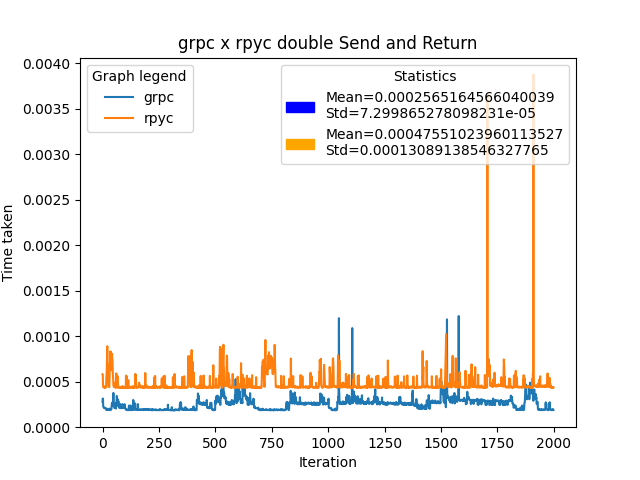 grpc x rpyc double Send and Return
Graph legend
grpc
rpyc
Statistics
Mean=0.0002565164566040039
Std=7.299865278098231e-05
Mean=0.00047551023960113527
Std=0.00013089138546327765
Time taken
0.0040
0.0035
0.0030
0.0025
0.0020
0.0015
0.0010
0.0005
0.0000
0 250 500 750 1000 1250 1500 1750 2000
Iteration